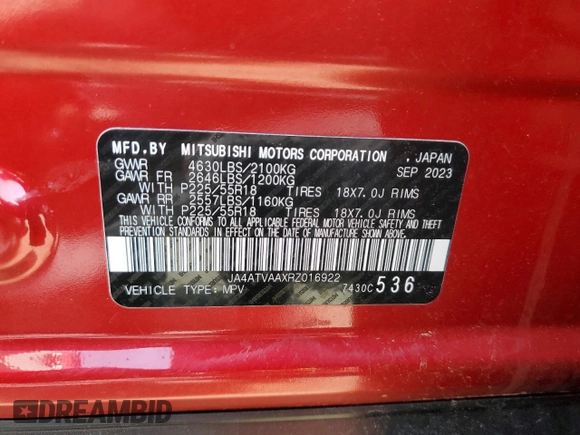 MFD.BY MITSUBISHI MOTORS CORPORATION . JAPAN
GVWR 4630LBS/2100KG SEP 2023
GAWR FR 2646LBS/1200KG
WITH P225/55R18 TIRES 18X7.0J RIMS
GAWR RR 2557LBS/1160KG
WITH P225/55R18 TIRES 18X7.0J RIMS
THIS VEHICLE CONFORMS TO ALL APPLICABLE FEDERAL MOTOR VEHICLE SAFETY AND THEFT
PREVENTION STANDARDS IN EFFECT ON THE DATE OF MANUFACTURE SHOWN ABOVE.
JA4ATVAAXRZ016922
VEHICLE TYPE: MPV 7430C 536
DREAMBID